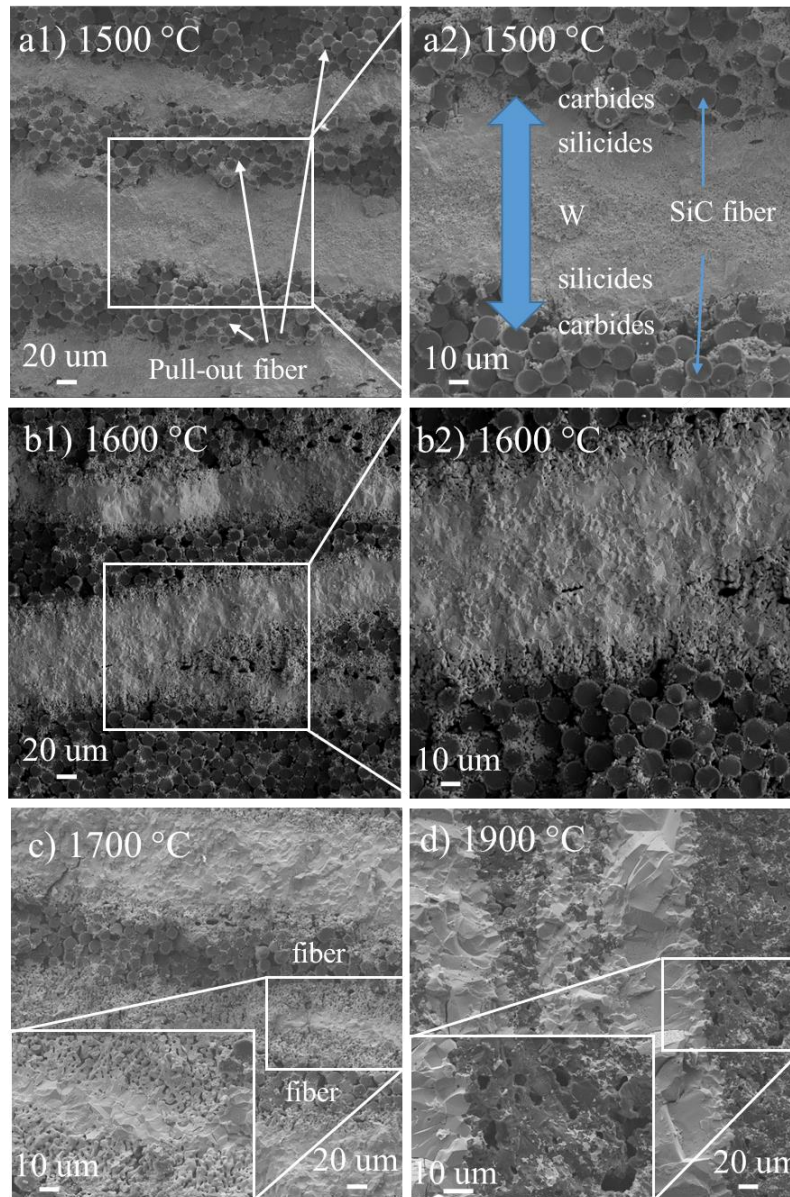 a1) 1500 °C
20 um
Pull-out fiber
a2) 1500 °C
carbides
silicides
W
SiC fiber
silicides
carbides
10 um
b1) 1600 °C
20 um
b2) 1600 °C
10 um
c) 1700 °C
fiber
fiber
10 um
20 um
d) 1900 °C
10 um
20 um